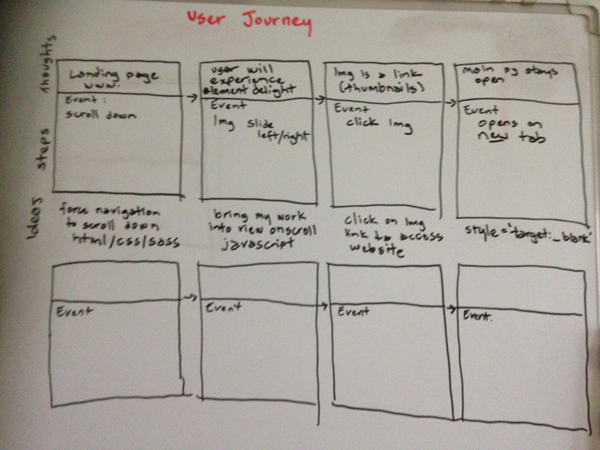 User Journey
thoughts
steps
Ideas
Landing page
www.
Event:
scroll down
user will
experience
element delight
Event
Img slide
left/right
Img is a link
(thumbnails)
Event
click Img
main pg stays
open
Event
opens on
new tab
force navigation
to scroll down
html/css/sass
bring my work
into view onscroll
javascript
click on Img
link to access
website
style="target:_blank"
Event
Event
Event
Event.